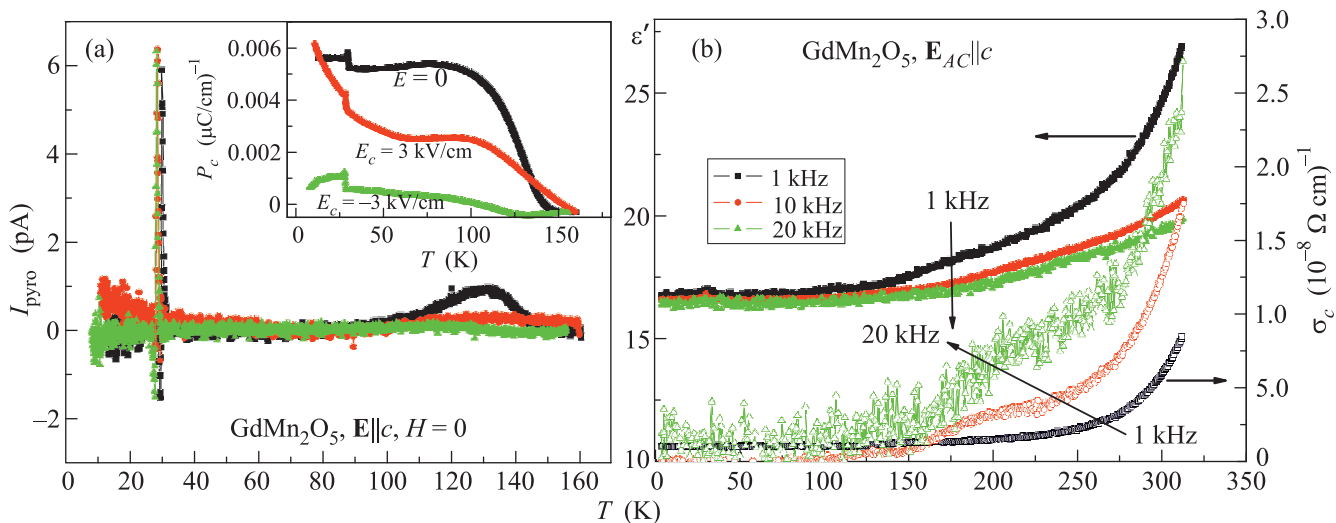 (a)
6
4
2
0
−2
I_pyro (pA)
0 20 40 60 80 100 120 140 160
GdMn₂O₅, E||c, H = 0
0.006
0.004
0.002
0
P_c (μC/cm)⁻¹
E = 0
E_c = 3 kV/cm
E_c = −3 kV/cm
0 50 100 150
T (K)
ε′
(b)
GdMn₂O₅, E_AC||c
25
20
15
10
1 kHz
10 kHz
20 kHz
1 kHz
20 kHz
1 kHz
3.0
2.5
2.0
1.5
1.0
5.0
0
σ_c (10⁻⁸ Ω cm)⁻¹
0 50 100 150 200 250 300 350
T (K)